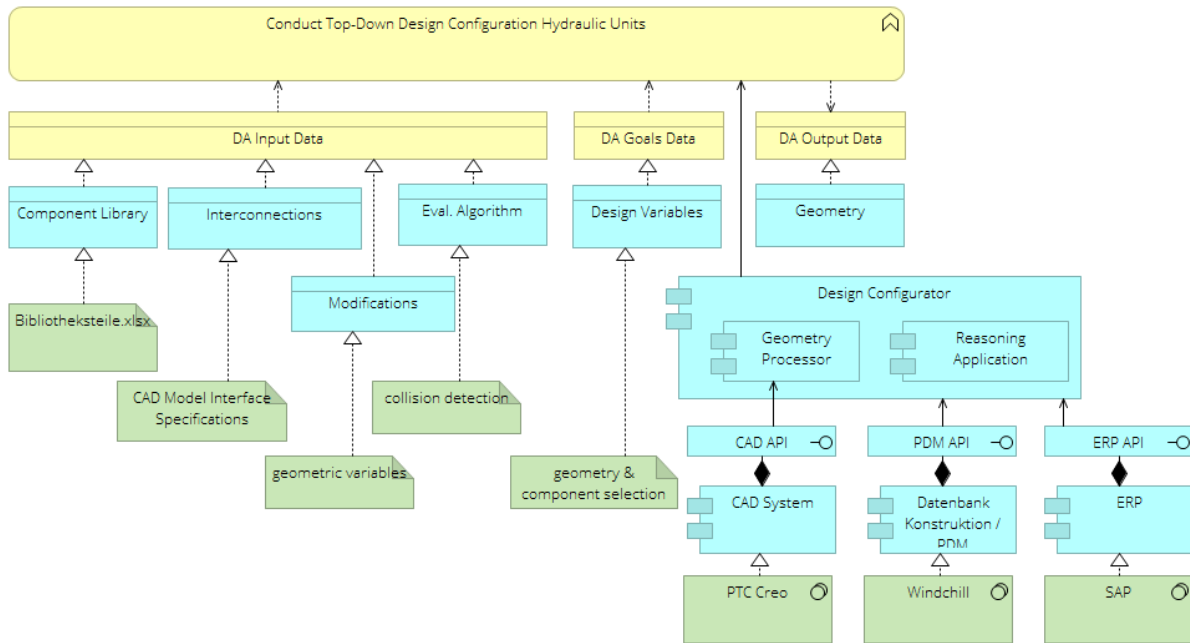 Conduct Top-Down Design Configuration Hydraulic Units
DA Input Data
DA Goals Data
DA Output Data
Component Library
Interconnections
Eval. Algorithm
Design Variables
Geometry
Modifications
Design Configurator
Geometry
Processor
Reasoning
Application
Bibliotheksteile.xlsx
CAD Model Interface
Specifications
collision detection
geometric variables
geometry &
component selection
CAD API
PDM API
ERP API
CAD System
Datenbank
Konstruktion /
PDM
ERP
PTC Creo
Windchill
SAP